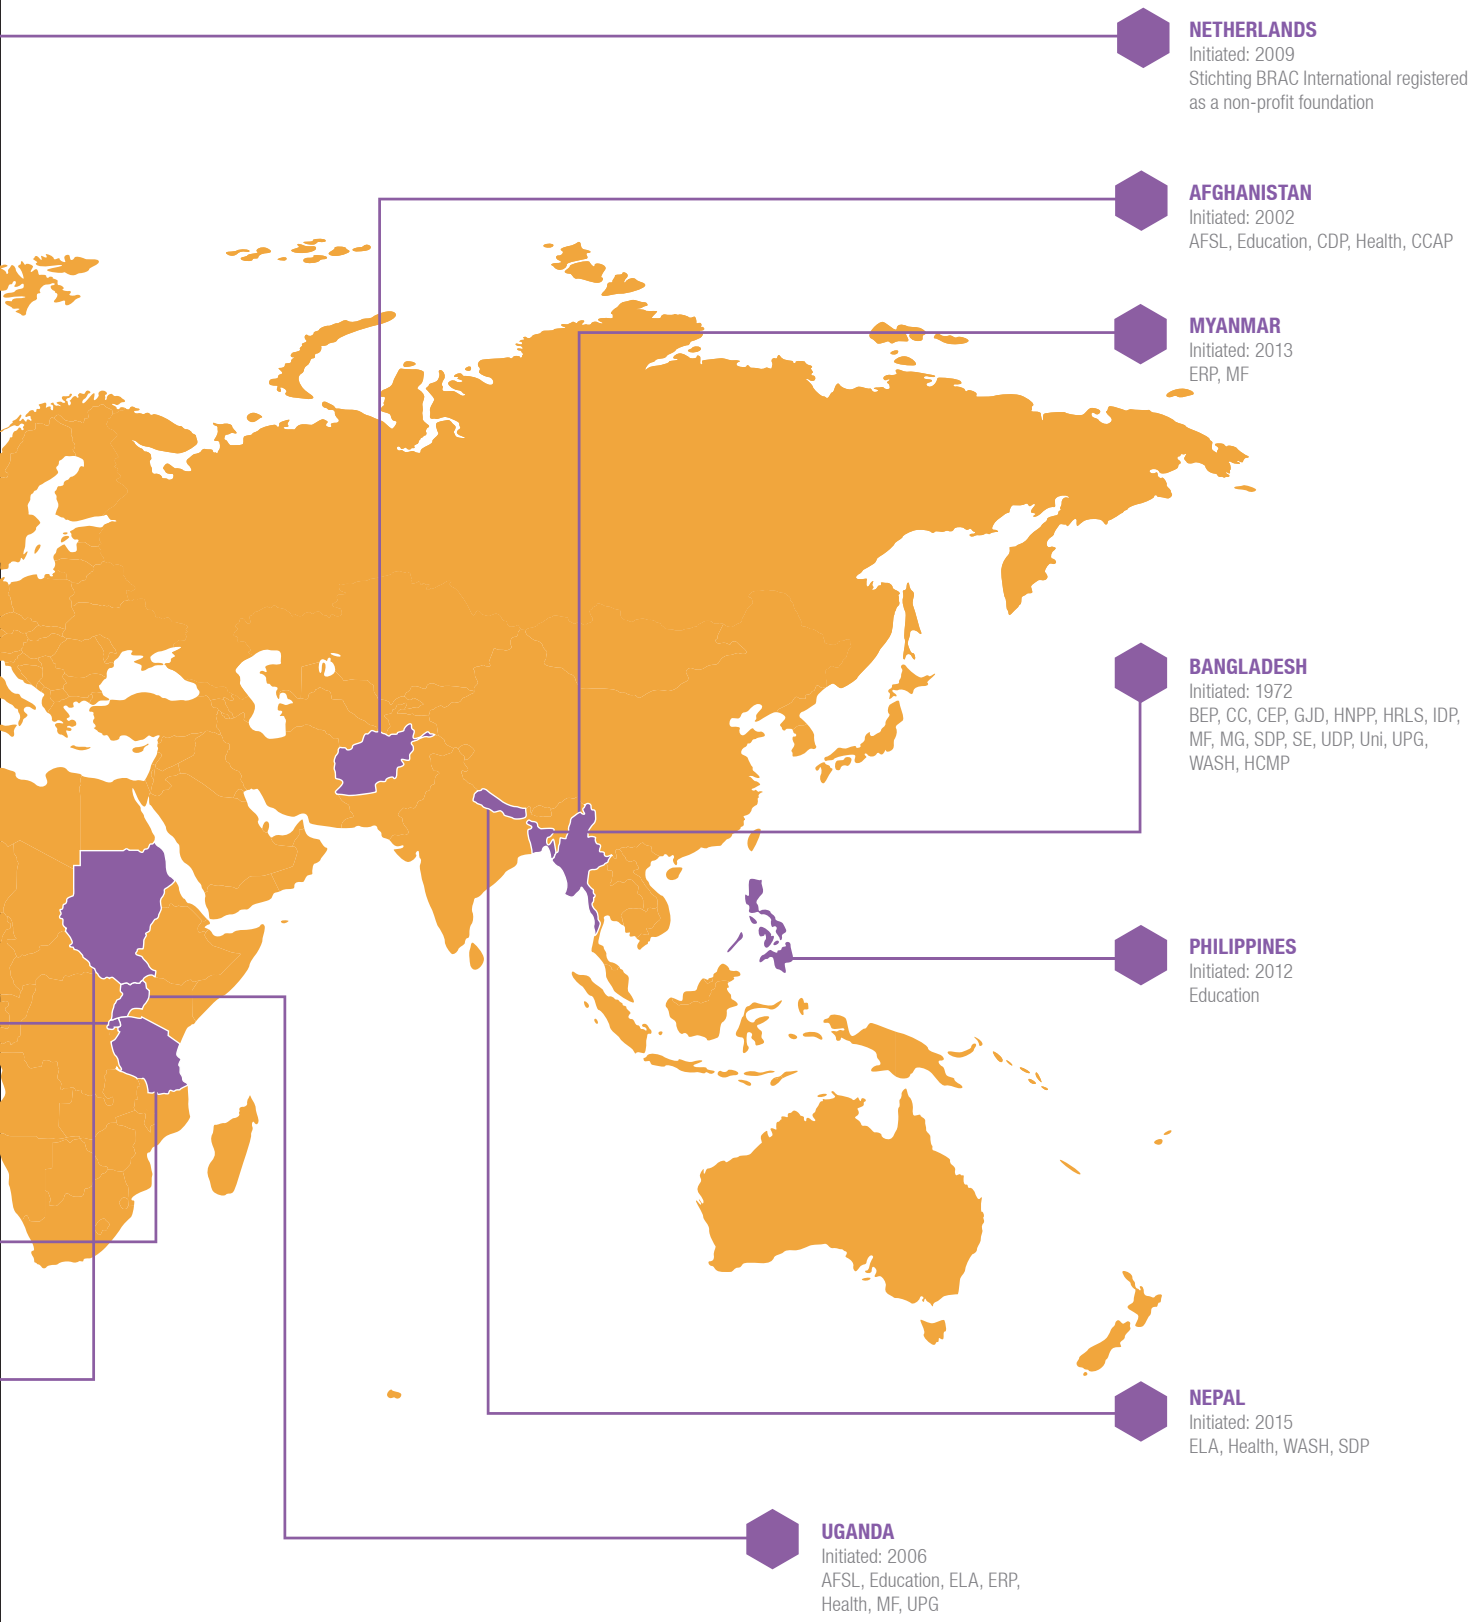 NETHERLANDS
Initiated: 2009
Stichting BRAC International registered
as a non-profit foundation
AFGHANISTAN
Initiated: 2002
AFSL, Education, CDP, Health, CCAP
MYANMAR
Initiated: 2013
ERP, MF
BANGLADESH
Initiated: 1972
BEP, CC, CEP, GJD, HNPP, HRLS, IDP,
MF, MG, SDP, SE, UDP, Uni, UPG,
WASH, HCMP
PHILIPPINES
Initiated: 2012
Education
NEPAL
Initiated: 2015
ELA, Health, WASH, SDP
UGANDA
Initiated: 2006
AFSL, Education, ELA, ERP,
Health, MF, UPG